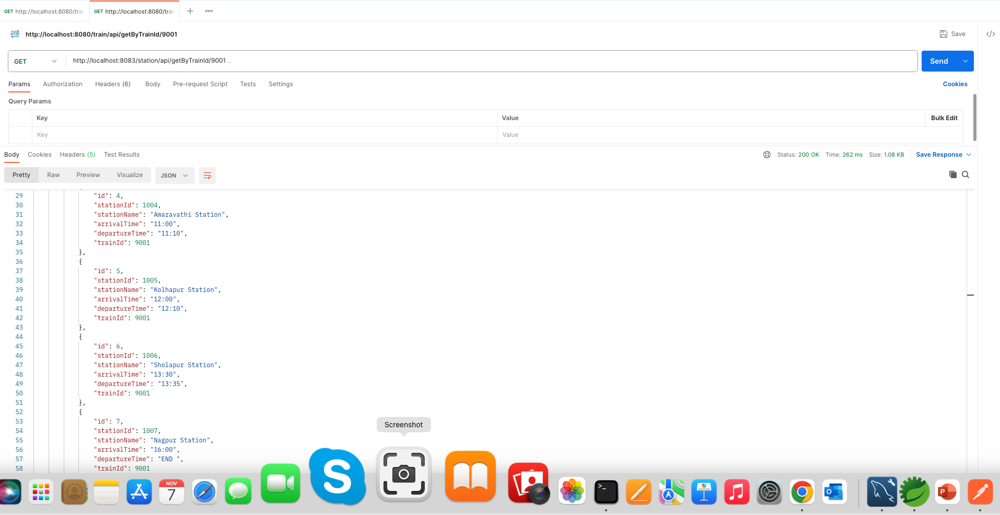 GET http://localhost:8080/trai
GET http://localhost:8080/trai
http://localhost:8080/train/api/getByTrainId/9001
Save
GET
http://localhost:8083/station/api/getByTrainId/9001 ...
Send
Params Authorization Headers (6) Body Pre-request Script Tests Settings
Cookies
Query Params
Key Value Bulk Edit
Key Value
Body Cookies Headers (5) Test Results
Status: 200 OK Time: 262 ms Size: 1.08 KB Save Response
Pretty Raw Preview Visualize JSON
29 "id": 4,
30 "stationId": 1004,
31 "stationName": "Amaravathi Station",
32 "arrivalTime": "11:00",
33 "departureTime": "11:10",
34 "trainId": 9001
35 },
36 {
37 "id": 5,
38 "stationId": 1005,
39 "stationName": "Kolhapur Station",
40 "arrivalTime": "12:00",
41 "departureTime": "12:10",
42 "trainId": 9001
43 },
44 {
45 "id": 6,
46 "stationId": 1006,
47 "stationName": "Sholapur Station",
48 "arrivalTime": "13:30",
49 "departureTime": "13:35",
50 "trainId": 9001
51 },
52 {
53 "id": 7,
54 "stationId": 1007,
55 "stationName": "Nagpur Station",
56 "arrivalTime": "16:00",
57 "departureTime": "END ",
58 "trainId": 9001
Screenshot
NOV
7